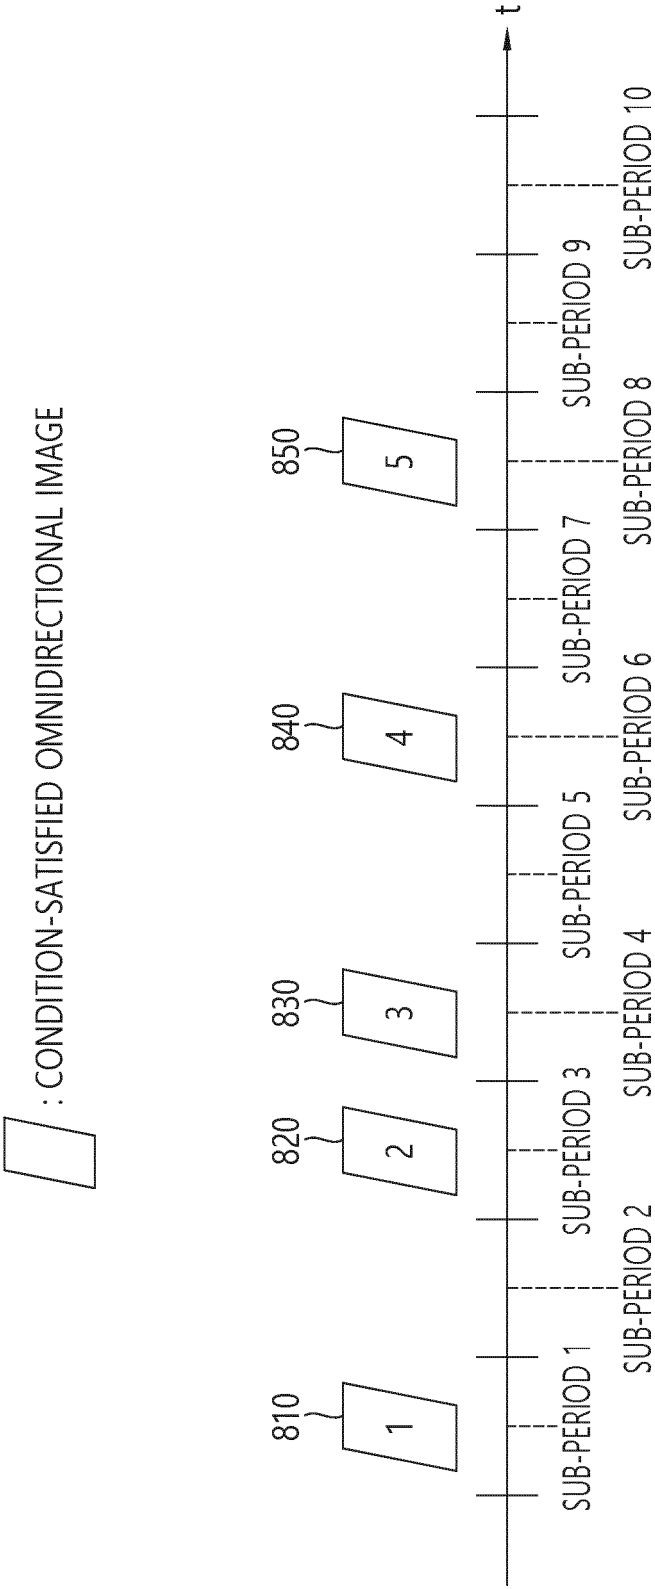 : CONDITION-SATISFIED OMNIDIRECTIONAL IMAGE
810
820
830
840
850
1
2
3
4
5
t
SUB-PERIOD 1
SUB-PERIOD 3
SUB-PERIOD 5
SUB-PERIOD 7
SUB-PERIOD 9
SUB-PERIOD 2
SUB-PERIOD 4
SUB-PERIOD 6
SUB-PERIOD 8
SUB-PERIOD 10